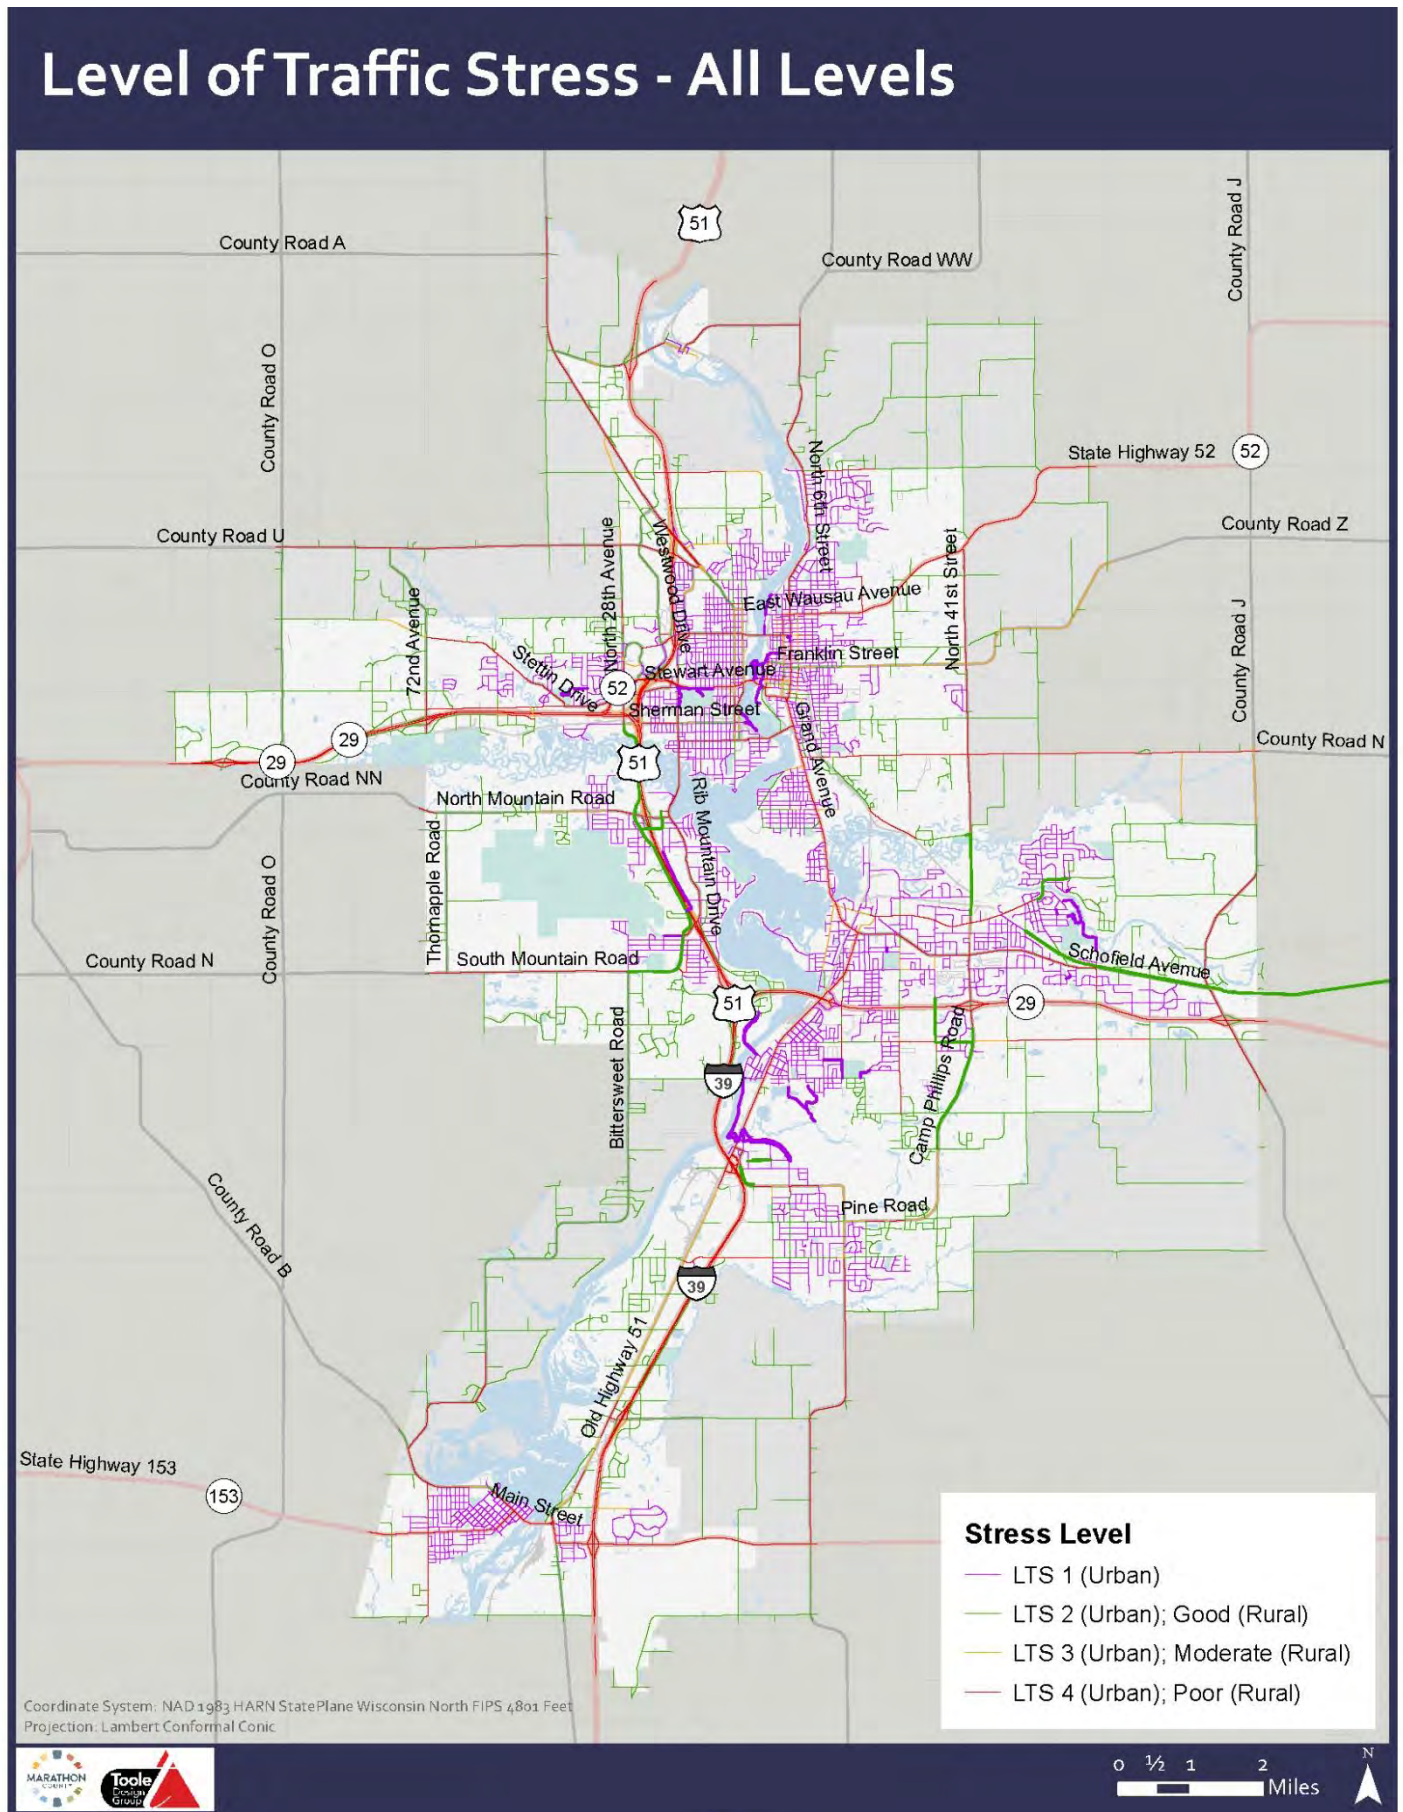 Level of Traffic Stress - All Levels
51
County Road J
County Road A
County Road WW
County Road O
North 6th Street
State Highway 52
52
County Road Z
County Road U
North 28th Avenue
Westwood Drive
North 41st Street
East Wausau Avenue
72nd Avenue
County Road J
Franklin Street
Stettin Drive
Stewart Avenue
52
Sherman Street
Grand Avenue
29
29
51
County Road N
County Road NN
North Mountain Road
Rib Mountain Drive
Thornapple Road
County Road O
County Road N
South Mountain Road
Schofield Avenue
51
29
Bittersweet Road
Camp Phillips Road
39
County Road B
Pine Road
39
Old Highway 51
State Highway 153
153
Main Street
Stress Level
LTS 1 (Urban)
LTS 2 (Urban); Good (Rural)
LTS 3 (Urban); Moderate (Rural)
LTS 4 (Urban); Poor (Rural)
Coordinate System: NAD 1983 HARN StatePlane Wisconsin North FIPS 4801 Feet
Projection: Lambert Conformal Conic
MARATHON
COUNTY
Toole
Design
Group
0 ½ 1 2
Miles
N